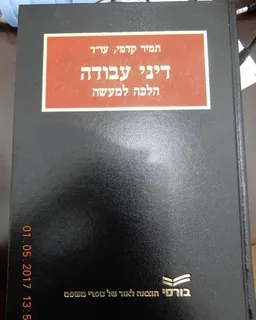 תמיר קדמי, עו״ד
דיני עבודה
הלכה למעשה
בורסי הוצאה לאור של ספרי משפט
01 05 2017 13:5